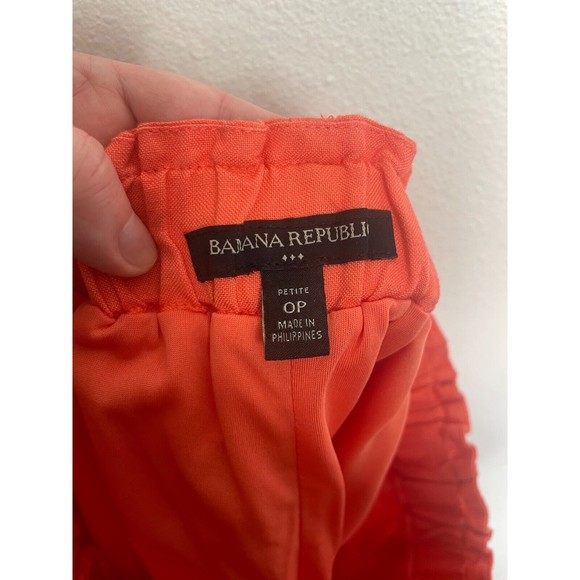 BANANA REPUBLIC
PETITE
0P
MADE IN
PHILIPPINES